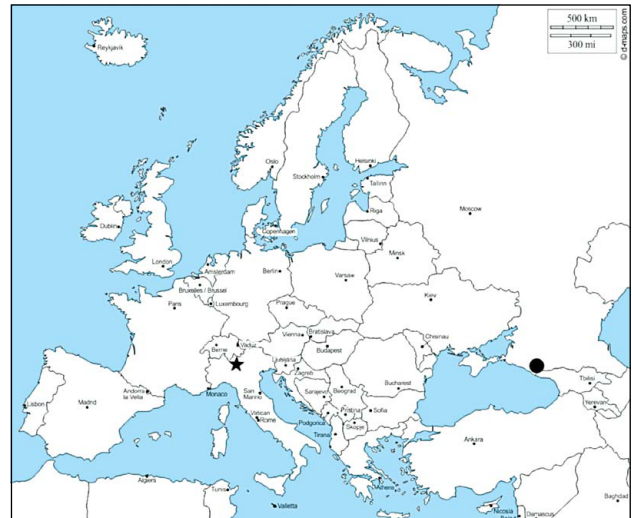 500 km
300 mi
© d-maps.com
Reykjavik
Oslo
Helsinki
Stockholm
Tallinn
Riga
Moscow
Dublin
Copenhagen
Vilnius
Minsk
London
Amsterdam
Berlin
Warsaw
Bruxelles / Brussel
Kiev
Paris
Luxembourg
Prague
Vienna
Bratislava
Chisinau
Berne
Vaduz
Budapest
Ljubljana
Zagreb
Andorra
la Vella
Monaco
San
Marino
Sarajevo
Beograd
Bucharest
Tbilisi
Lisbon
Madrid
Vatican
Rome
Podgorica
Pristina
Sofia
Skopje
Yerevan
Tirana
Ankara
Algiers
Tunis
Athens
Valletta
Nicosia
Damascus
Baghdad